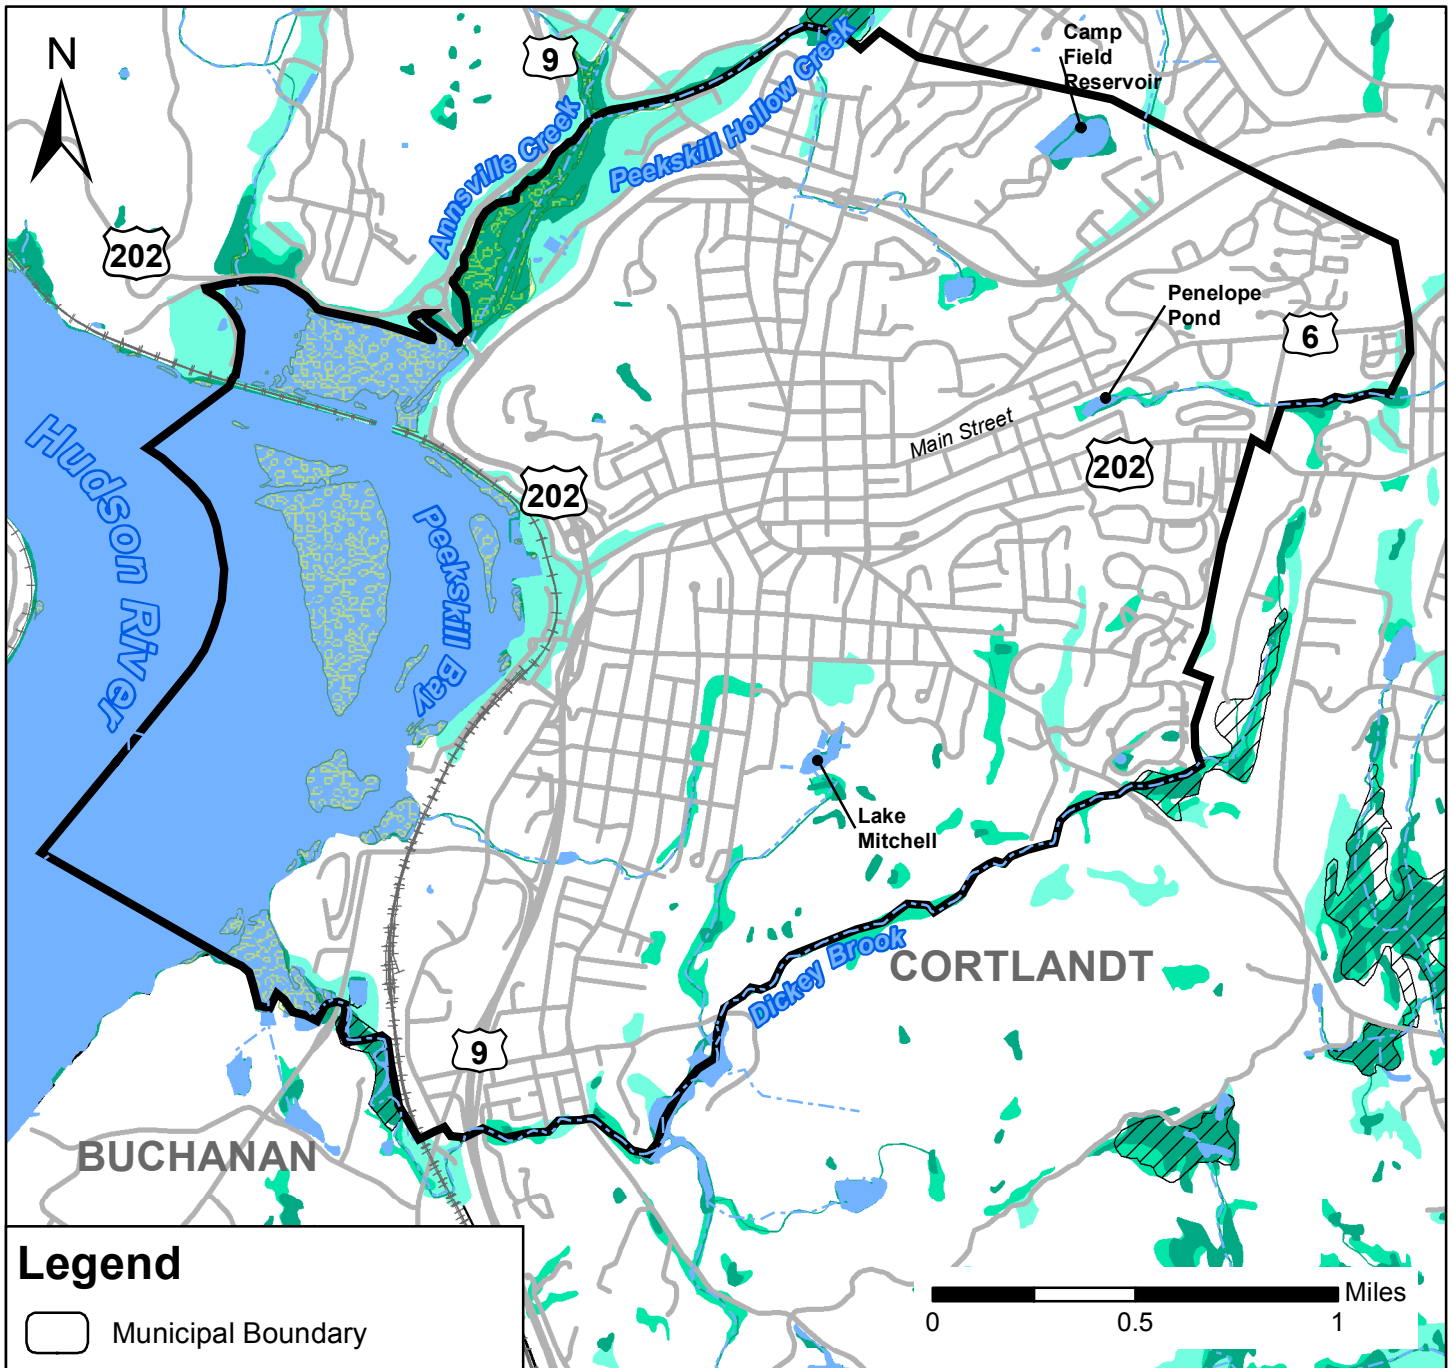 N
9
Camp
Field
Reservoir
Annsville Creek
Peekskill Hollow Creek
202
Penelope
Pond
6
Hudson River
Main Street
202
202
Peekskill Bay
Lake
Mitchell
Dickey Brook
CORTLANDT
9
BUCHANAN
Legend
Municipal Boundary
Miles
0
0.5
1